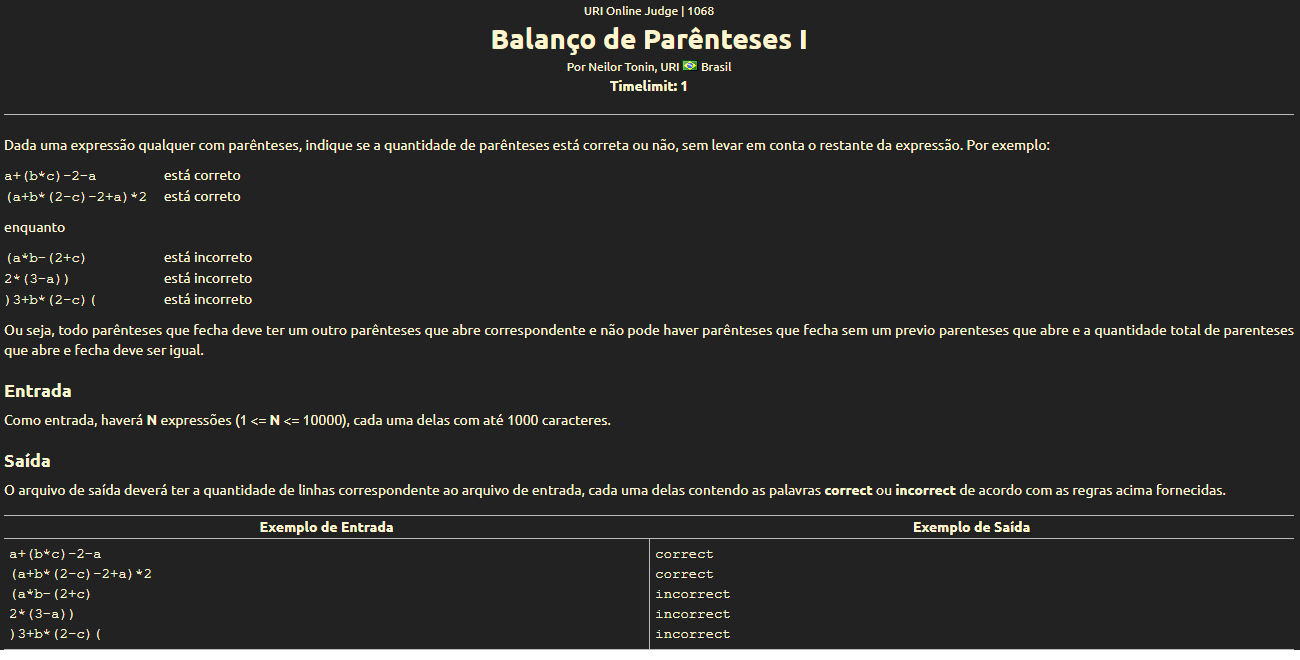 URI Online Judge | 1068
Balanço de Parênteses I
Por Neilor Tonin, URI Brasil
Timelimit: 1
Dada uma expressão qualquer com parênteses, indique se a quantidade de parênteses está correta ou não, sem levar em conta o restante da expressão. Por exemplo:
a+(b*c)-2-a está correto
(a+b*(2-c)-2+a)*2 está correto
enquanto
(a*b-(2+c) está incorreto
2*(3-a)) está incorreto
)3+b*(2-c)( está incorreto
Ou seja, todo parênteses que fecha deve ter um outro parênteses que abre correspondente e não pode haver parênteses que fecha sem um previo parenteses que abre e a quantidade total de parenteses
que abre e fecha deve ser igual.
Entrada
Como entrada, haverá N expressões (1 <= N <= 10000), cada uma delas com até 1000 caracteres.
Saída
O arquivo de saída deverá ter a quantidade de linhas correspondente ao arquivo de entrada, cada uma delas contendo as palavras correct ou incorrect de acordo com as regras acima fornecidas.
Exemplo de Entrada Exemplo de Saída
a+(b*c)-2-a correct
(a+b*(2-c)-2+a)*2 correct
(a*b-(2+c) incorrect
2*(3-a)) incorrect
)3+b*(2-c)( incorrect